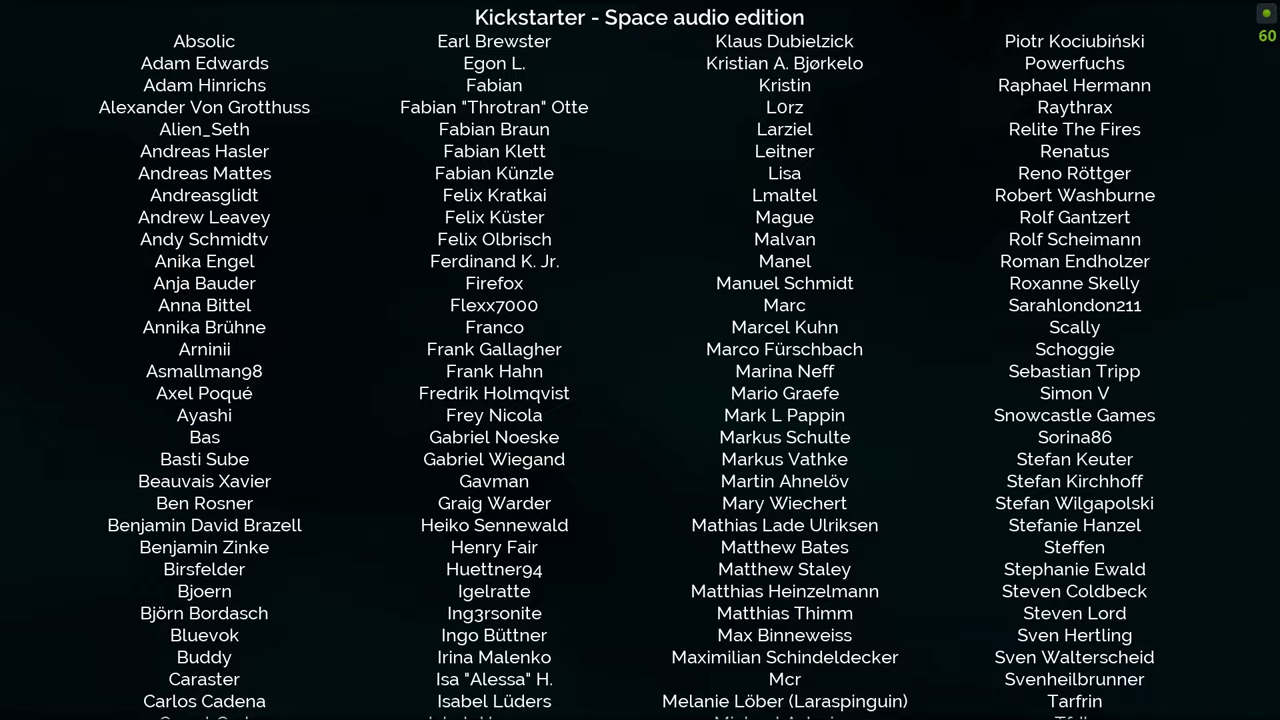 Kickstarter - Space audio edition
60
Absolic
Adam Edwards
Adam Hinrichs
Alexander Von Grotthuss
Alien_Seth
Andreas Hasler
Andreas Mattes
Andreasglidt
Andrew Leavey
Andy Schmidtv
Anika Engel
Anja Bauder
Anna Bittel
Annika Brühne
Arninii
Asmallman98
Axel Poqué
Ayashi
Bas
Basti Sube
Beauvais Xavier
Ben Rosner
Benjamin David Brazell
Benjamin Zinke
Birsfelder
Bjoern
Björn Bordasch
Bluevok
Buddy
Caraster
Carlos Cadena
Earl Brewster
Egon L.
Fabian
Fabian "Throtran" Otte
Fabian Braun
Fabian Klett
Fabian Künzle
Felix Kratkai
Felix Küster
Felix Olbrisch
Ferdinand K. Jr.
Firefox
Flexx7000
Franco
Frank Gallagher
Frank Hahn
Fredrik Holmqvist
Frey Nicola
Gabriel Noeske
Gabriel Wiegand
Gavman
Graig Warder
Heiko Sennewald
Henry Fair
Huettner94
Igelratte
Ing3rsonite
Ingo Büttner
Irina Malenko
Isa "Alessa" H.
Isabel Lüders
Klaus Dubielzick
Kristian A. Bjørkelo
Kristin
L0rz
Larziel
Leitner
Lisa
Lmaltel
Mague
Malvan
Manel
Manuel Schmidt
Marc
Marcel Kuhn
Marco Fürschbach
Marina Neff
Mario Graefe
Mark L Pappin
Markus Schulte
Markus Vathke
Martin Ahnelöv
Mary Wiechert
Mathias Lade Ulriksen
Matthew Bates
Matthew Staley
Matthias Heinzelmann
Matthias Thimm
Max Binneweiss
Maximilian Schindeldecker
Mcr
Melanie Löber (Laraspinguin)
Piotr Kociubiński
Powerfuchs
Raphael Hermann
Raythrax
Relite The Fires
Renatus
Reno Röttger
Robert Washburne
Rolf Gantzert
Rolf Scheimann
Roman Endholzer
Roxanne Skelly
Sarahlondon211
Scally
Schoggie
Sebastian Tripp
Simon V
Snowcastle Games
Sorina86
Stefan Keuter
Stefan Kirchhoff
Stefan Wilgapolski
Stefanie Hanzel
Steffen
Stephanie Ewald
Steven Coldbeck
Steven Lord
Sven Hertling
Sven Walterscheid
Svenheilbrunner
Tarfrin